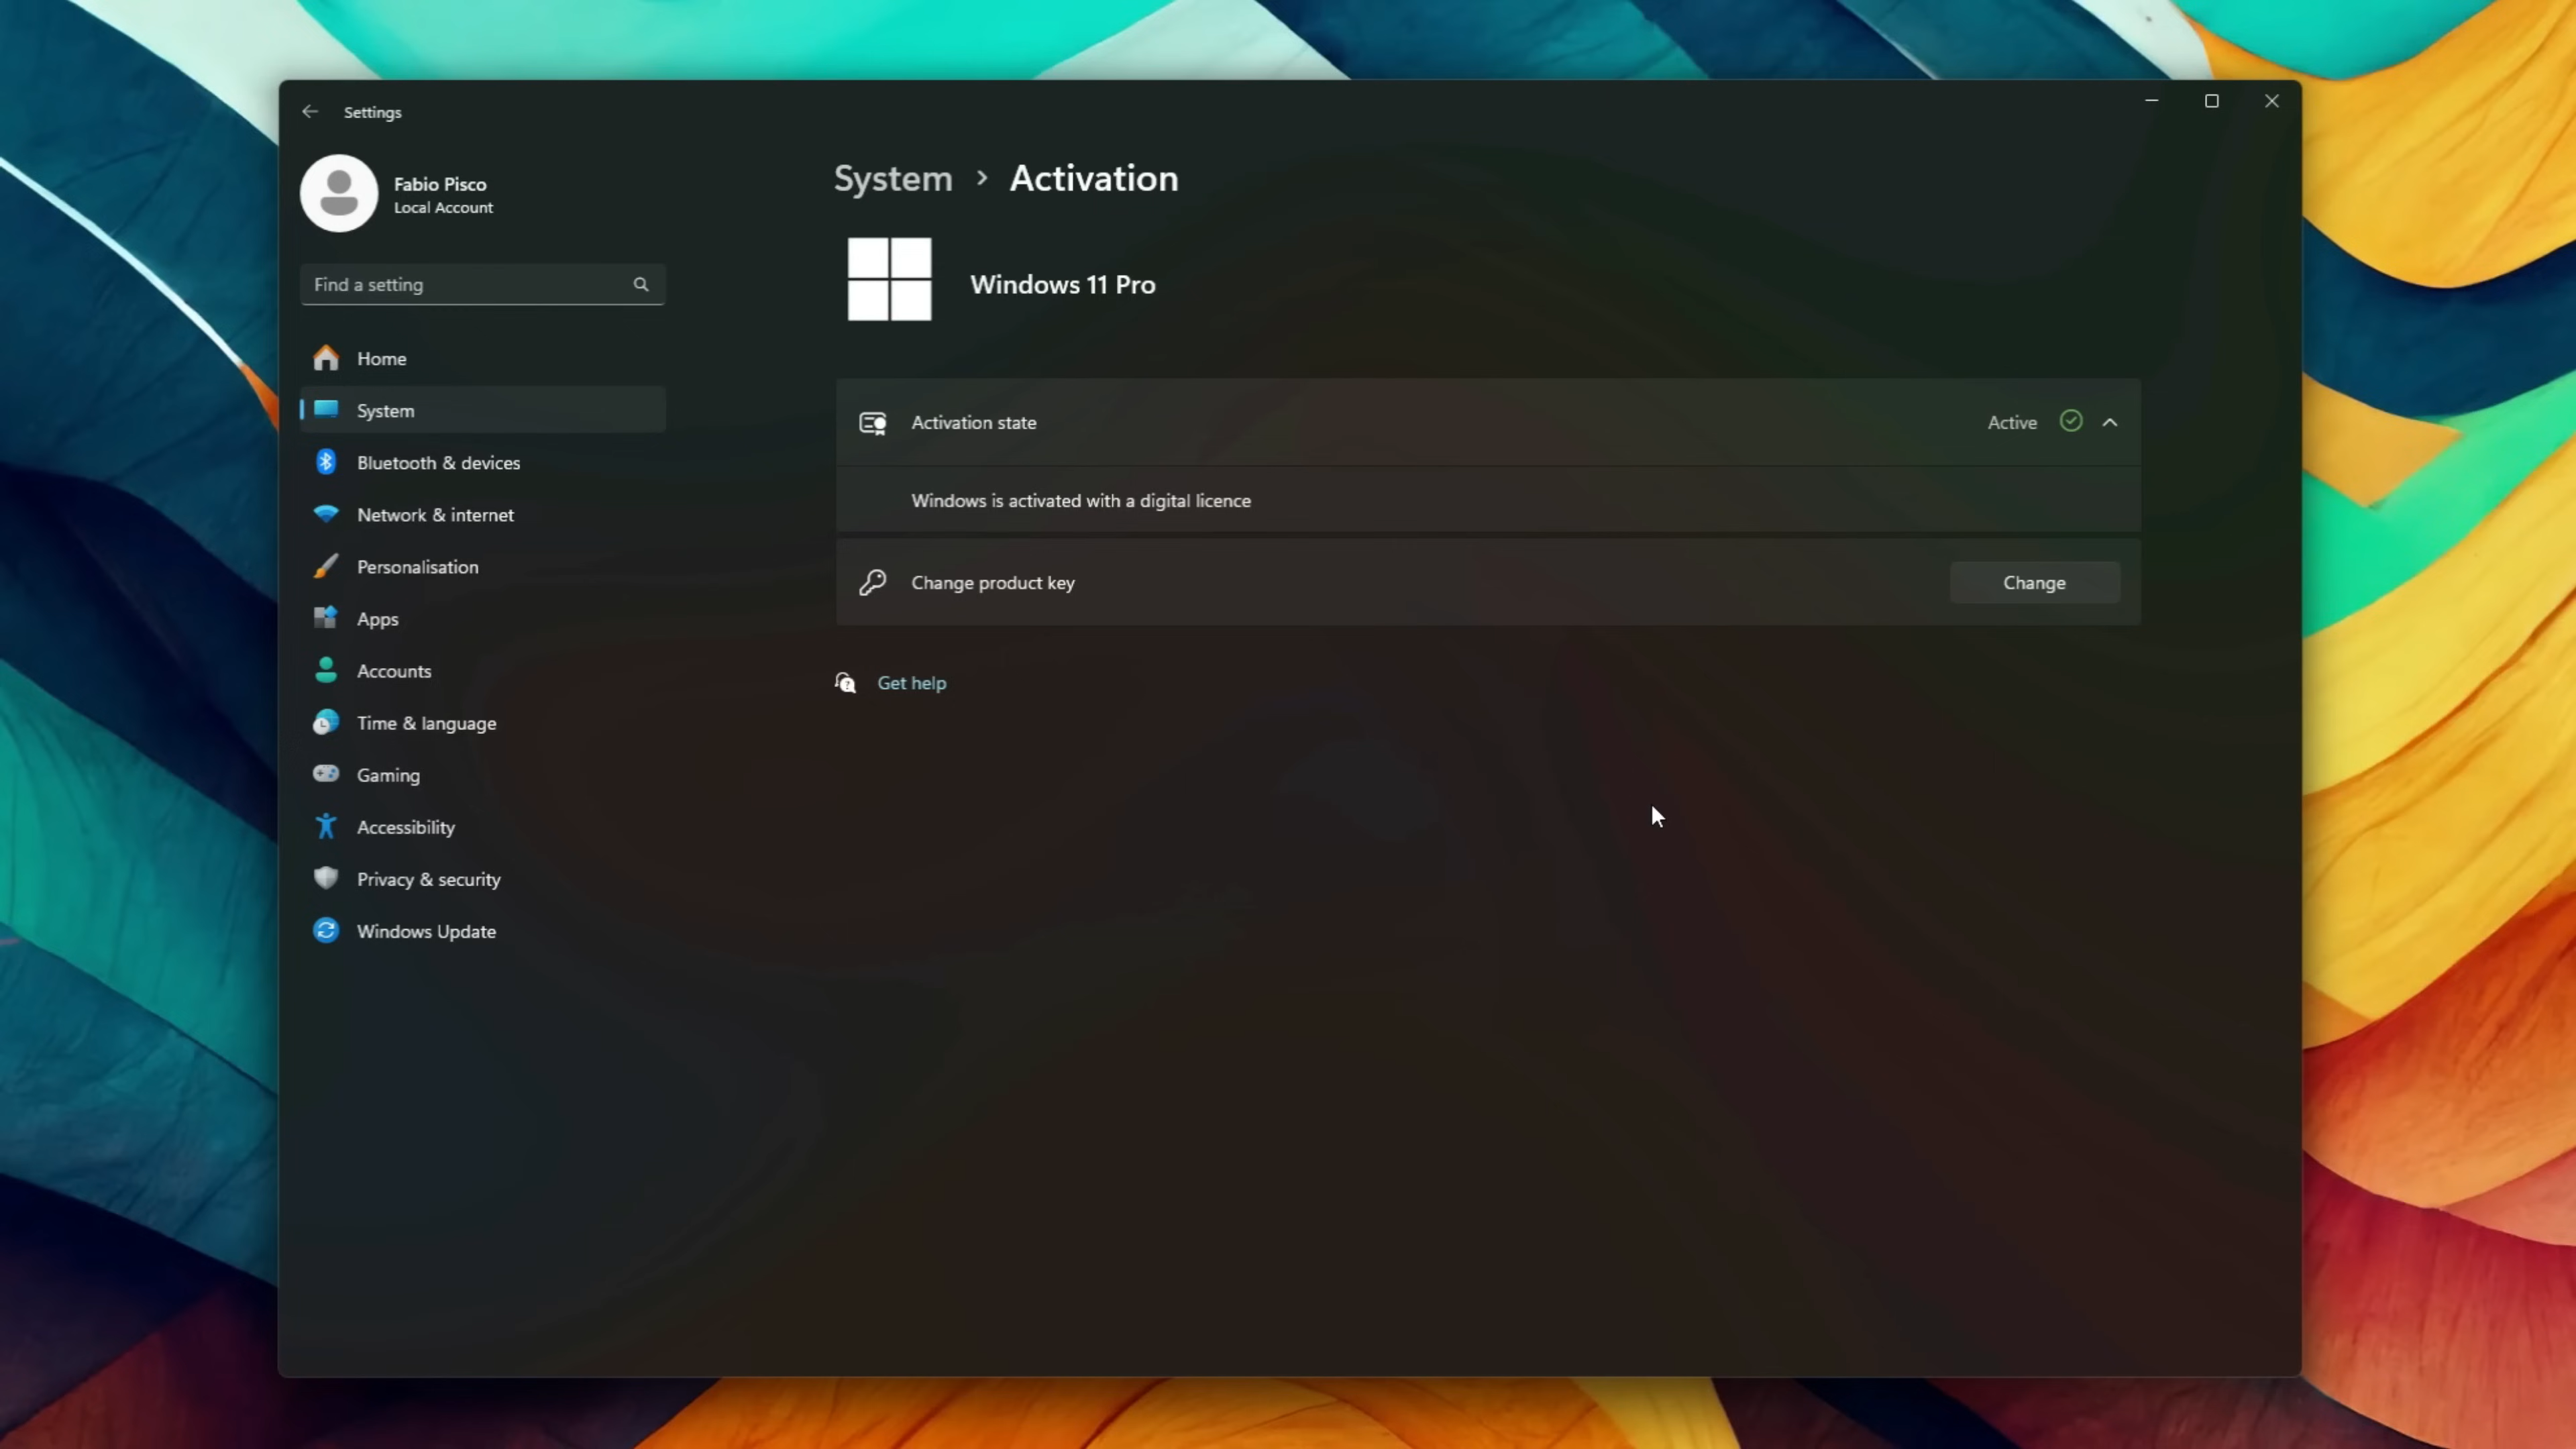 Settings
Fabio Pisco
Local Account
Find a setting
Home
System
Bluetooth & devices
Network & internet
Personalisation
Apps
Accounts
Time & language
Gaming
Accessibility
Privacy & security
Windows Update
System > Activation
Windows 11 Pro
Activation state Active
Windows is activated with a digital licence
Change product key Change
Get help